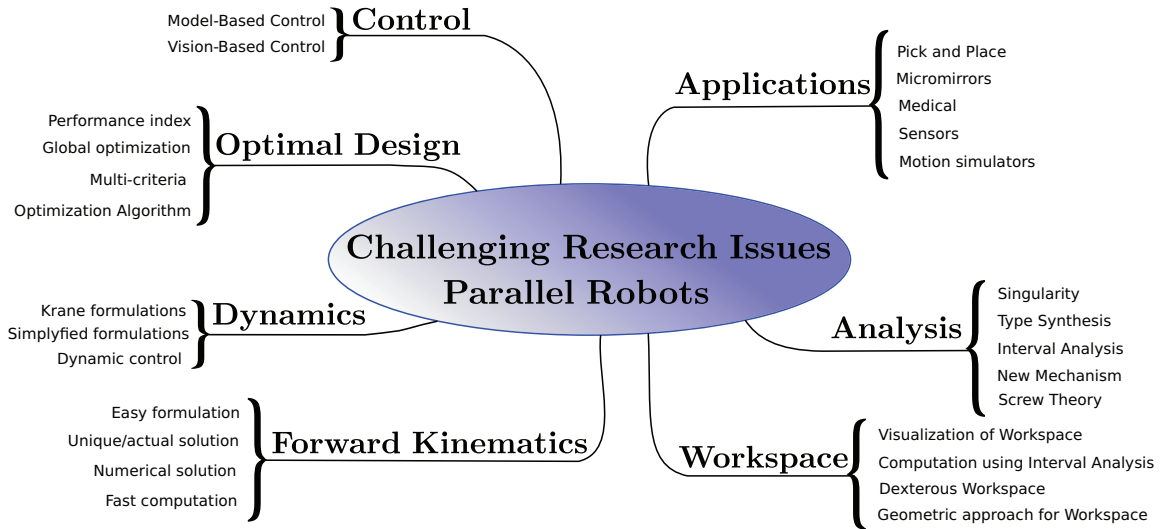 Challenging Research Issues
Parallel Robots
Control
Model-Based Control
Vision-Based Control
Optimal Design
Performance index
Global optimization
Multi-criteria
Optimization Algorithm
Dynamics
Krane formulations
Simplyfied formulations
Dynamic control
Forward Kinematics
Easy formulation
Unique/actual solution
Numerical solution
Fast computation
Applications
Pick and Place
Micromirrors
Medical
Sensors
Motion simulators
Analysis
Singularity
Type Synthesis
Interval Analysis
New Mechanism
Screw Theory
Workspace
Visualization of Workspace
Computation using Interval Analysis
Dexterous Workspace
Geometric approach for Workspace